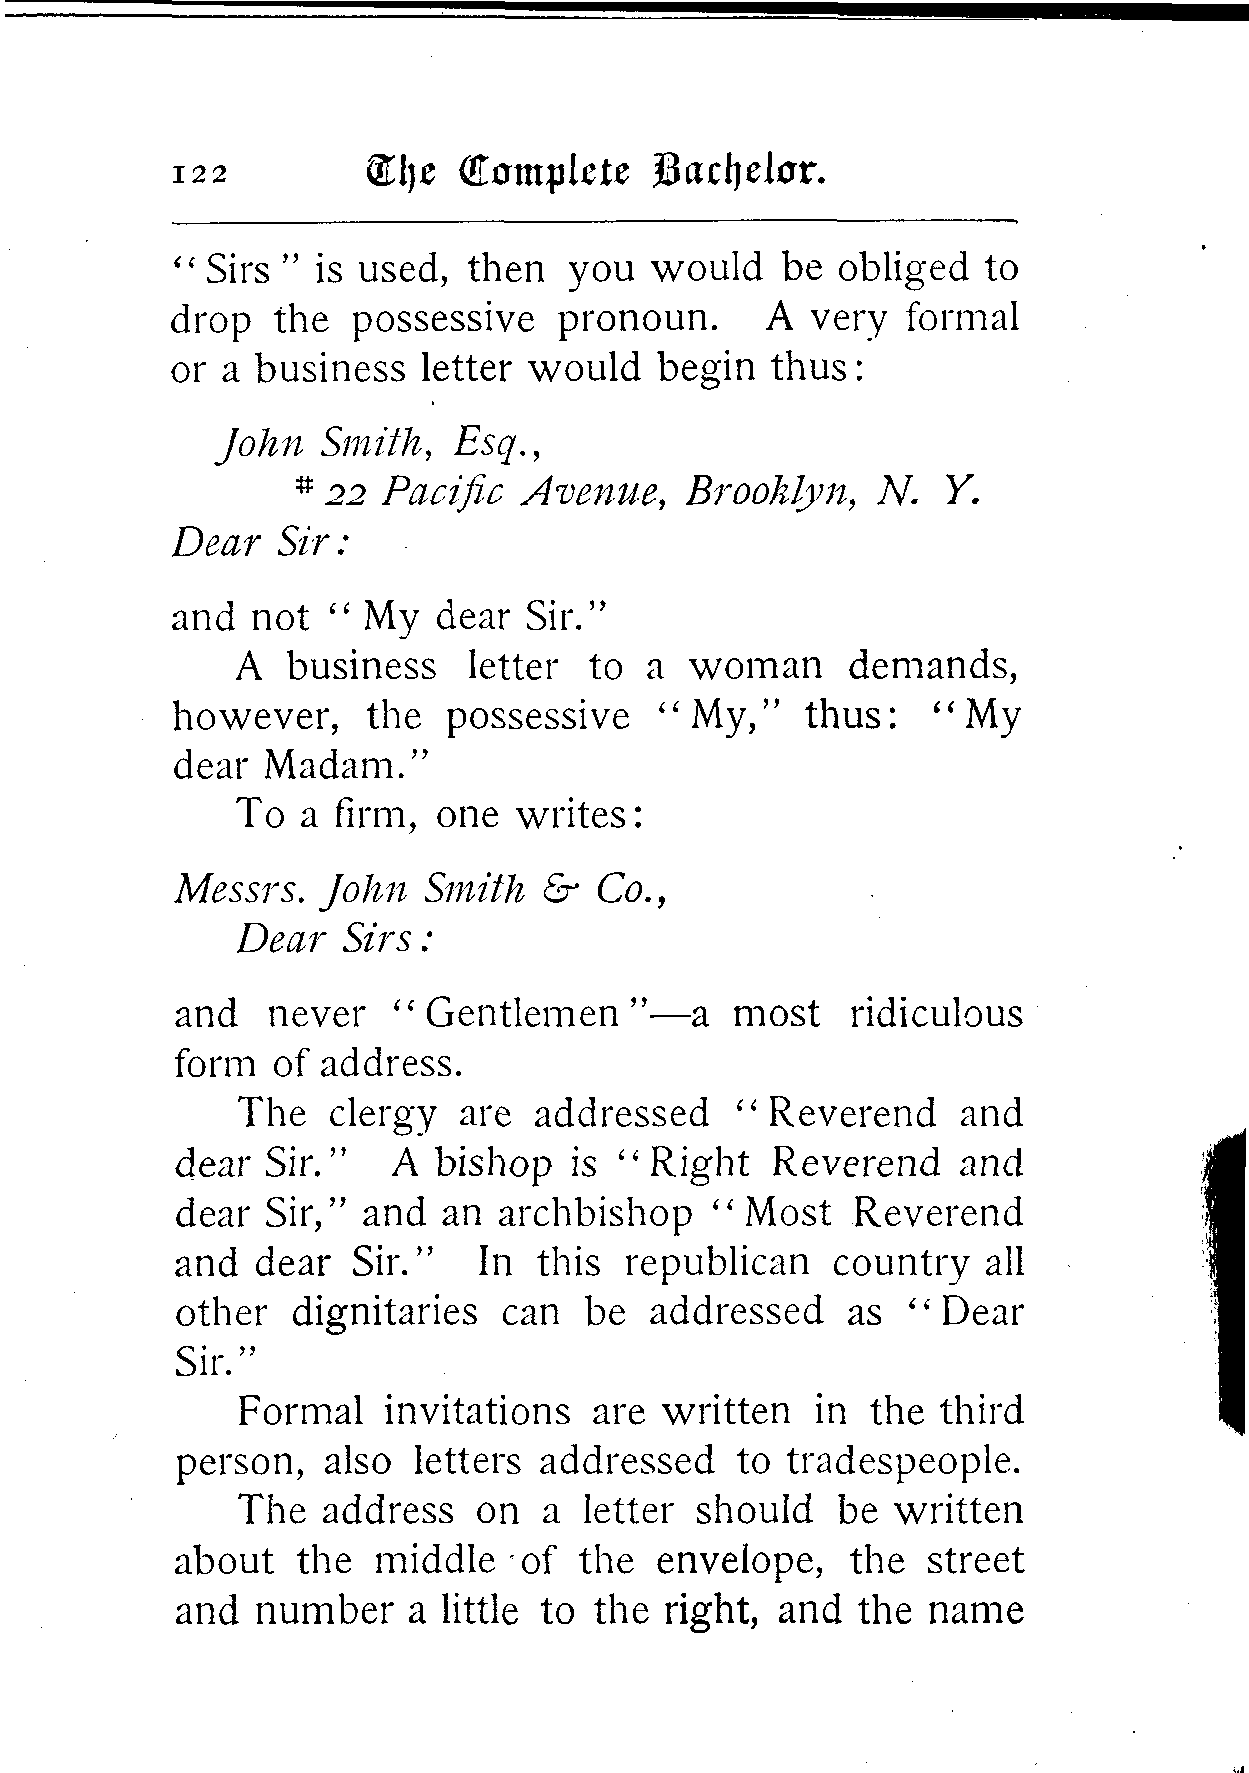 122 The Complete Bachelor.
“Sirs” is used, then you would be obliged to
drop the possessive pronoun. A very formal
or a business letter would begin thus:
John Smith, Esq.,
# 22 Pacific Avenue, Brooklyn, N. Y.
Dear Sir:
and not “My dear Sir.”
A business letter to a woman demands,
however, the possessive “My,” thus: “My
dear Madam.”
To a firm, one writes:
Messrs. John Smith & Co.,
Dear Sirs:
and never “Gentlemen”—a most ridiculous
form of address.
The clergy are addressed “Reverend and
dear Sir.” A bishop is “Right Reverend and
dear Sir,” and an archbishop “Most Reverend
and dear Sir.” In this republican country all
other dignitaries can be addressed as “Dear
Sir.”
Formal invitations are written in the third
person, also letters addressed to tradespeople.
The address on a letter should be written
about the middle of the envelope, the street
and number a little to the right, and the name